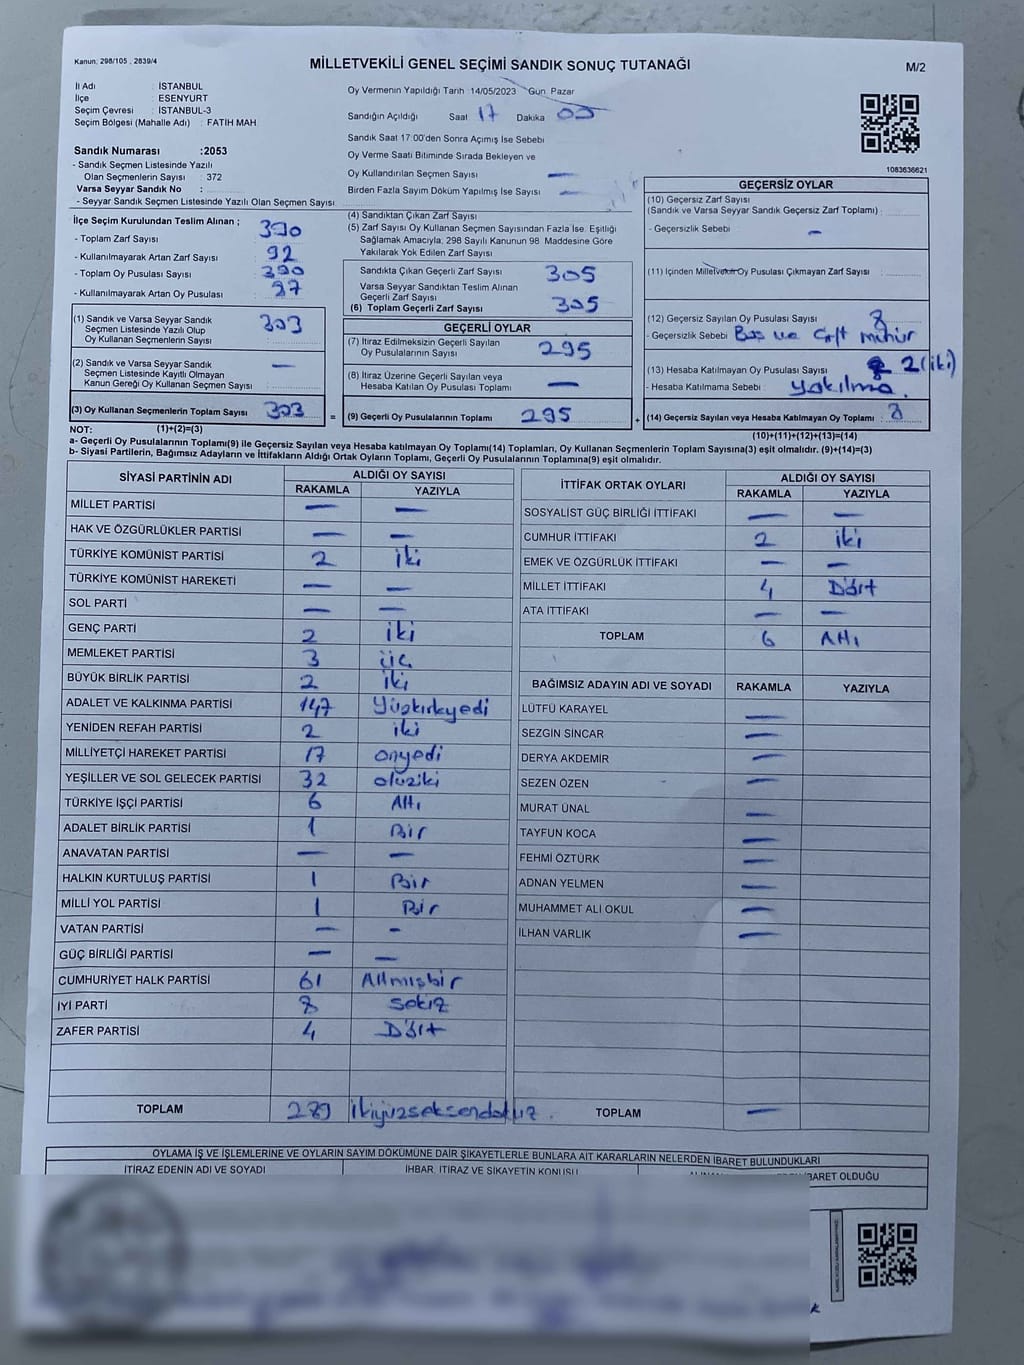 Kanun: 298/105 , 2839/4
MİLLETVEKİLİ GENEL SEÇİMİ SANDIK SONUÇ TUTANAĞI
M/2
İl Adı : İSTANBUL
İlçe : ESENYURT
Seçim Çevresi : İSTANBUL-3
Seçim Bölgesi (Mahalle Adı) : FATİH MAH
Sandık Numarası :2053
- Sandık Seçmen Listesinde Yazılı
Olan Seçmenlerin Sayısı : 372
Varsa Seyyar Sandık No :
- Seyyar Sandık Seçmen Listesinde Yazılı Olan Seçmen Sayısı
Oy Vermenin Yapıldığı Tarih :14/05/2023 Gün: Pazar
Sandığın Açıldığı Saat 17 Dakika 05
Sandık Saat 17:00'den Sonra Açımış İse Sebebi
Oy Verme Saati Bitiminde Sırada Bekleyen ve
Oy Kullandırılan Seçmen Sayısı —
Birden Fazla Sayım Döküm Yapılmış İse Sayısı —
1083636621
İlçe Seçim Kurulundan Teslim Alınan ;
- Toplam Zarf Sayısı 390
- Kullanılmayarak Artan Zarf Sayısı 92
- Toplam Oy Pusulası Sayısı 390
- Kullanılmayarak Artan Oy Pusulası
(1) Sandık ve Varsa Seyyar Sandık
Seçmen Listesinde Yazılı Olup
Oy Kullanan Seçmenlerin Sayısı : 303
(2) Sandık ve Varsa Seyyar Sandık
Seçmen Listesinde Kayıtlı Olmayan
Kanun Gereği Oy Kullanan Seçmen Sayısı : —
(3) Oy Kullanan Seçmenlerin Toplam Sayısı 303
(4) Sandıktan Çıkan Zarf Sayısı
(5) Zarf Sayısı Oy Kullanan Seçmen Sayısından Fazla İse. Eşitliği
Sağlamak Amacıyla; 298 Sayılı Kanunun 98. Maddesine Göre
Yakılarak Yok Edilen Zarf Sayısı
Sandıkta Çıkan Geçerli Zarf Sayısı 305
Varsa Seyyar Sandıktan Teslim Alınan
Geçerli Zarf Sayısı
(6) Toplam Geçerli Zarf Sayısı 305
GEÇERLİ OYLAR
(7) İtiraz Edilmeksizin Geçerli Sayılan
Oy Pusulalarının Sayısı 295
(8) İtiraz Üzerine Geçerli Sayılan veya
Hesaba Katılan Oy Pusulası Toplamı —
= (9) Geçerli Oy Pusulalarının Toplamı 295
GEÇERSİZ OYLAR
(10) Geçersiz Zarf Sayısı
(Sandık ve Varsa Seyyar Sandık Geçersiz Zarf Toplamı) :
- Geçersizlik Sebebi —
(11) İçinden Milletvekili Oy Pusulası Çıkmayan Zarf Sayısı :
(12) Geçersiz Sayılan Oy Pusulası Sayısı : 8
- Geçersizlik Sebebi Boş ve Çift mühür
(13) Hesaba Katılmayan Oy Pusulası Sayısı : 2 (iki)
- Hesaba Katılmama Sebebi : yakılma.
+ (14) Geçersiz Sayılan veya Hesaba Katılmayan Oy Toplamı : 8
NOT: (1)+(2)=(3)
(10)+(11)+(12)+(13)=(14)
a- Geçerli Oy Pusulalarının Toplamı(9) ile Geçersiz Sayılan veya Hesaba katılmayan Oy Toplamı(14) Toplamları, Oy Kullanan Seçmenlerin Toplam Sayısına(3) eşit olmalıdır. (9)+(14)=(3)
b- Siyasi Partilerin, Bağımsız Adayların ve İttifakların Aldığı Ortak Oyların Toplamı, Geçerli Oy Pusulalarının Toplamına(9) eşit olmalıdır.
SİYASİ PARTİNİN ADI ALDIĞI OY SAYISI
RAKAMLA YAZIYLA
MİLLET PARTİSİ — —
HAK VE ÖZGÜRLÜKLER PARTİSİ — —
TÜRKİYE KOMÜNİST PARTİSİ 2 iki
TÜRKİYE KOMÜNİST HAREKETİ — —
SOL PARTİ — —
GENÇ PARTİ 2 iki
MEMLEKET PARTİSİ 3 üç
BÜYÜK BİRLİK PARTİSİ 2 iki
ADALET VE KALKINMA PARTİSİ 147 Yüzkırkyedi
YENİDEN REFAH PARTİSİ 2 iki
MİLLİYETÇİ HAREKET PARTİSİ 17 onyedi
YEŞİLLER VE SOL GELECEK PARTİSİ 32 otuziki
TÜRKİYE İŞÇİ PARTİSİ 6 Altı
ADALET BİRLİK PARTİSİ 1 Bir
ANAVATAN PARTİSİ — —
HALKIN KURTULUŞ PARTİSİ 1 Bir
MİLLİ YOL PARTİSİ 1 Bir
VATAN PARTİSİ — —
GÜÇ BİRLİĞİ PARTİSİ — —
CUMHURİYET HALK PARTİSİ 61 Altmışbir
İYİ PARTİ 8 Sekiz
ZAFER PARTİSİ 4 Dört
TOPLAM 289 ikiyüzseksendokuz.
İTTİFAK ORTAK OYLARI ALDIĞI OY SAYISI
RAKAMLA YAZIYLA
SOSYALİST GÜÇ BİRLİĞİ İTTİFAKI — —
CUMHUR İTTİFAKI 2 iki
EMEK VE ÖZGÜRLÜK İTTİFAKI — —
MİLLET İTTİFAKI 4 Dört
ATA İTTİFAKI — —
TOPLAM 6 Altı
BAĞIMSIZ ADAYIN ADI VE SOYADI RAKAMLA YAZIYLA
LÜTFÜ KARAYEL —
SEZGİN SİNCAR —
DERYA AKDEMİR —
SEZEN ÖZEN —
MURAT ÜNAL —
TAYFUN KOCA —
FEHMİ ÖZTÜRK —
ADNAN YELMEN —
MUHAMMET ALİ OKUL —
İLHAN VARLIK —
TOPLAM —
OYLAMA İŞ VE İŞLEMLERİNE VE OYLARIN SAYIM DÖKÜMÜNE DAİR ŞİKAYETLERLE BUNLARA AİT KARARLARIN NELERDEN İBARET BULUNDUKLARI
İTİRAZ EDENİN ADI VE SOYADI İHBAR, İTİRAZ VE ŞİKAYETİN KONUSU
İBARET OLDUĞU